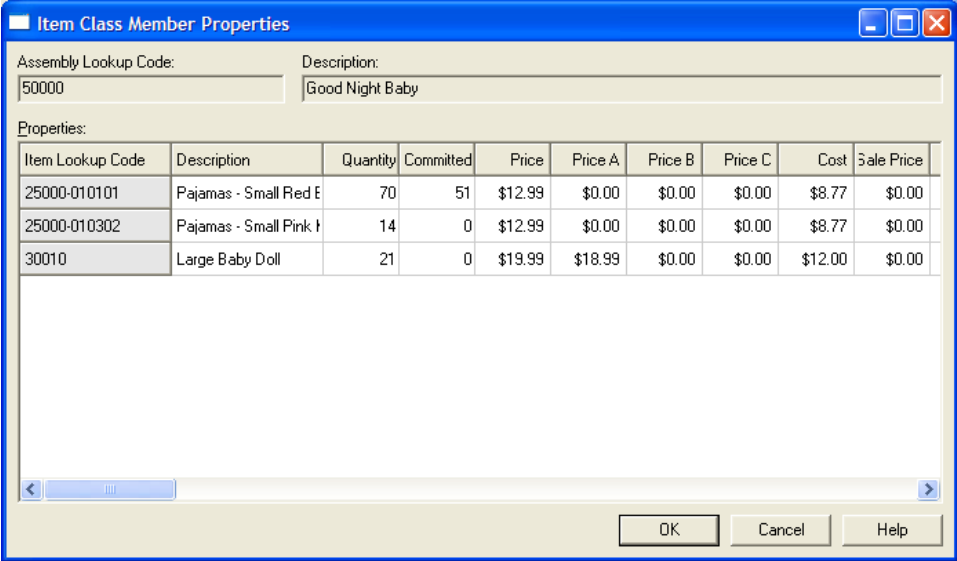 Item Class Member Properties
Assembly Lookup Code: Description:
50000 Good Night Baby
Properties:
Item Lookup Code Description Quantity Committed Price Price A Price B Price C Cost Sale Price
25000-010101 Pajamas - Small Red 70 51 $12.99 $0.00 $0.00 $0.00 $8.77 $0.00
25000-010302 Pajamas - Small Pink 14 0 $12.99 $0.00 $0.00 $0.00 $8.77 $0.00
30010 Large Baby Doll 21 0 $19.99 $18.99 $0.00 $0.00 $12.00 $0.00
OK Cancel Help